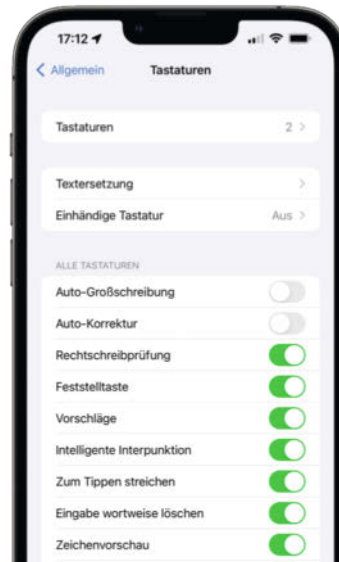 17:12
Allgemein Tastaturen
Tastaturen 2
Textersetzung
Einhändige Tastatur Aus
ALLE TASTATUREN
Auto-Großschreibung
Auto-Korrektur
Rechtschreibprüfung
Feststelltaste
Vorschläge
Intelligente Interpunktion
Zum Tippen streichen
Eingabe wortweise löschen
Zeichenvorschau